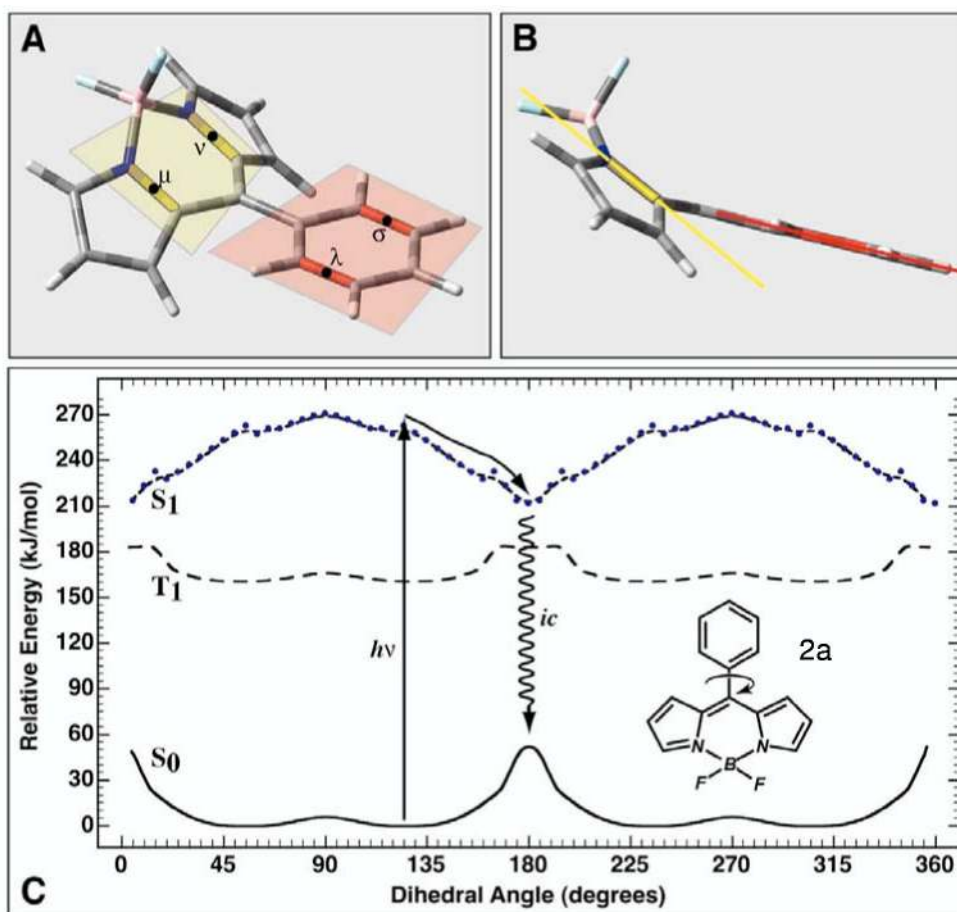 A
B
ν
μ
σ
λ
Relative Energy (kJ/mol)
270
240
210
180
150
120
90
60
30
0
S1
T1
S0
hν
ic
2a
N
N
B
F
F
0 45 90 135 180 225 270 315 360
C
Dihedral Angle (degrees)